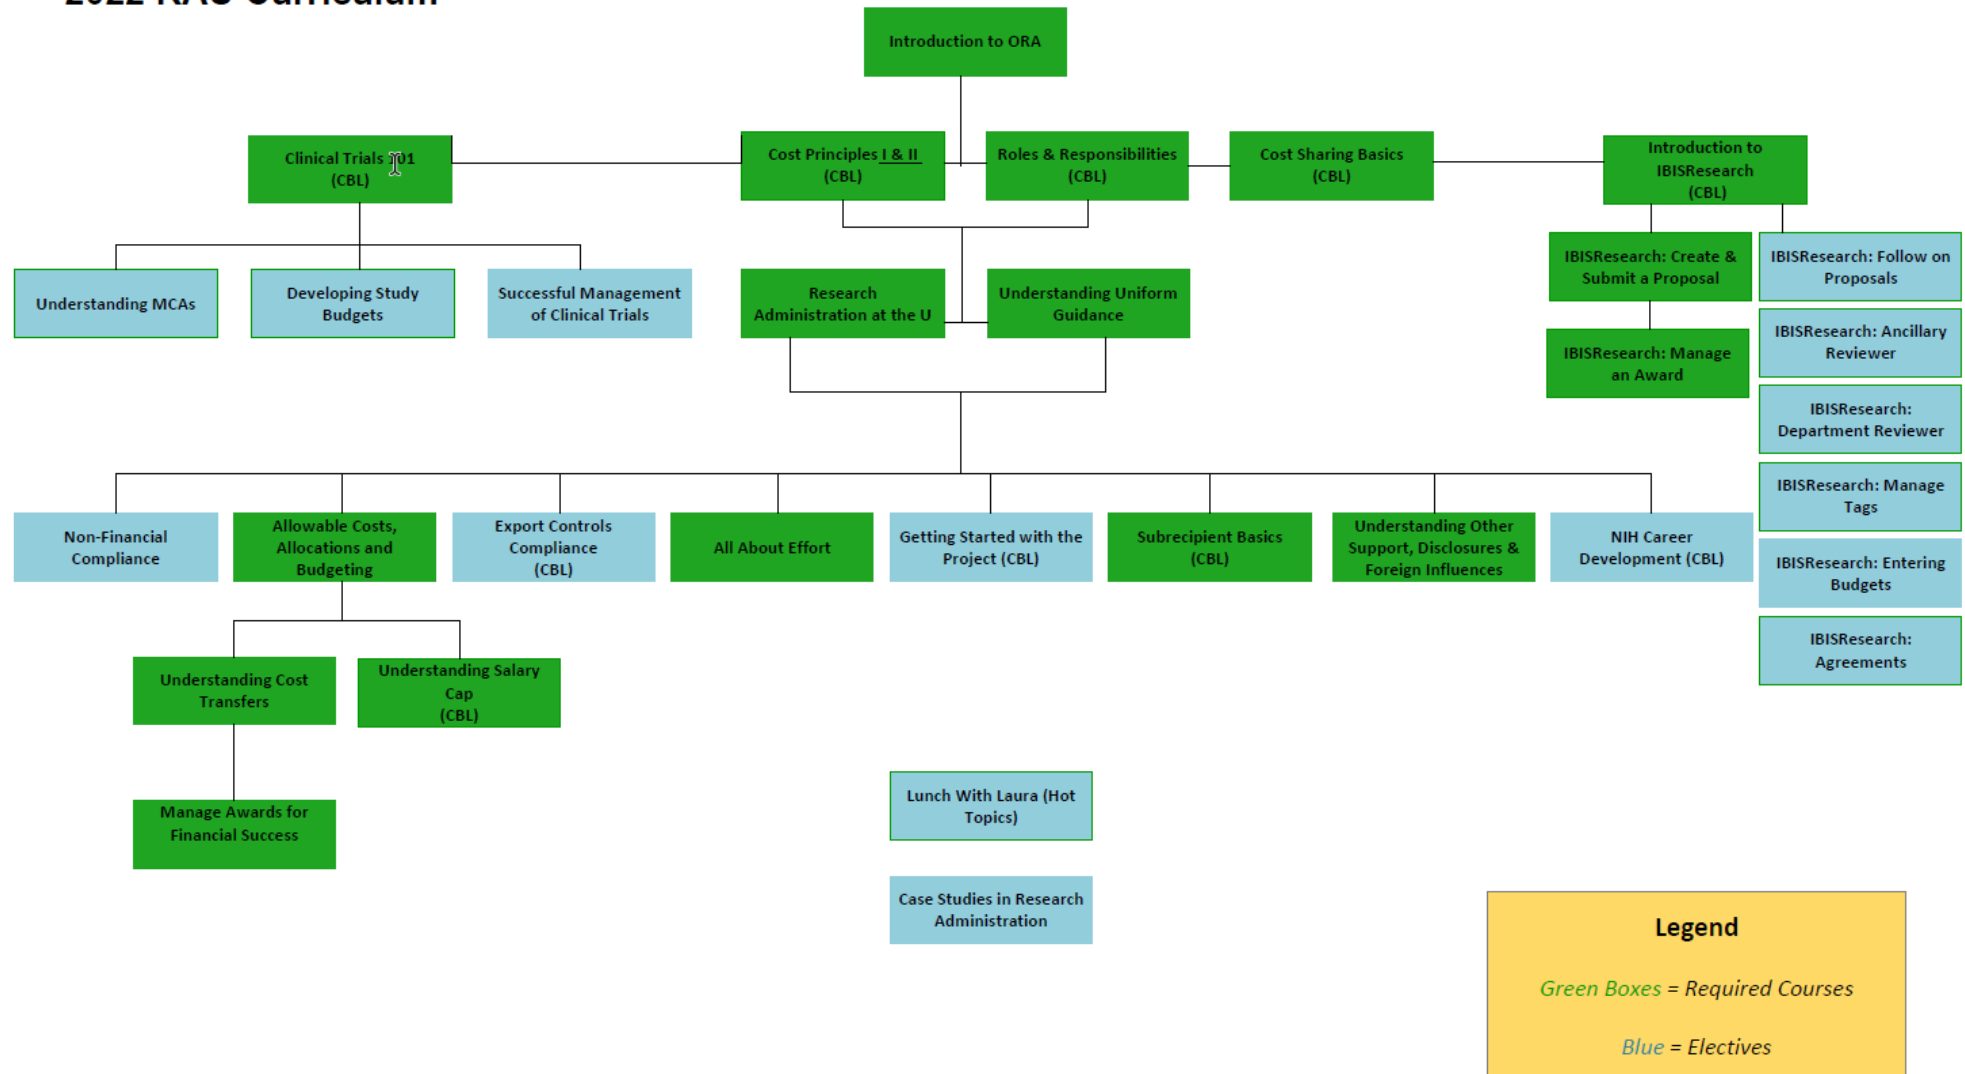 2022 RAU Curriculum
Introduction to ORA
Clinical Trials 101
(CBL)
Cost Principles I & II
(CBL)
Roles & Responsibilities
(CBL)
Cost Sharing Basics
(CBL)
Introduction to
IBISResearch
(CBL)
Understanding MCAs
Developing Study
Budgets
Successful Management
of Clinical Trials
Research
Administration at the U
Understanding Uniform
Guidance
IBISResearch: Create &
Submit a Proposal
IBISResearch: Manage
an Award
IBISResearch: Follow on
Proposals
IBISResearch: Ancillary
Reviewer
IBISResearch:
Department Reviewer
IBISResearch: Manage
Tags
IBISResearch: Entering
Budgets
IBISResearch:
Agreements
Non-Financial
Compliance
Allowable Costs,
Allocations and
Budgeting
Export Controls
Compliance
(CBL)
All About Effort
Getting Started with the
Project (CBL)
Subrecipient Basics
(CBL)
Understanding Other
Support, Disclosures &
Foreign Influences
NIH Career
Development (CBL)
Understanding Cost
Transfers
Understanding Salary
Cap
(CBL)
Manage Awards for
Financial Success
Lunch With Laura (Hot
Topics)
Case Studies in Research
Administration
Legend
Green Boxes = Required Courses
Blue = Electives